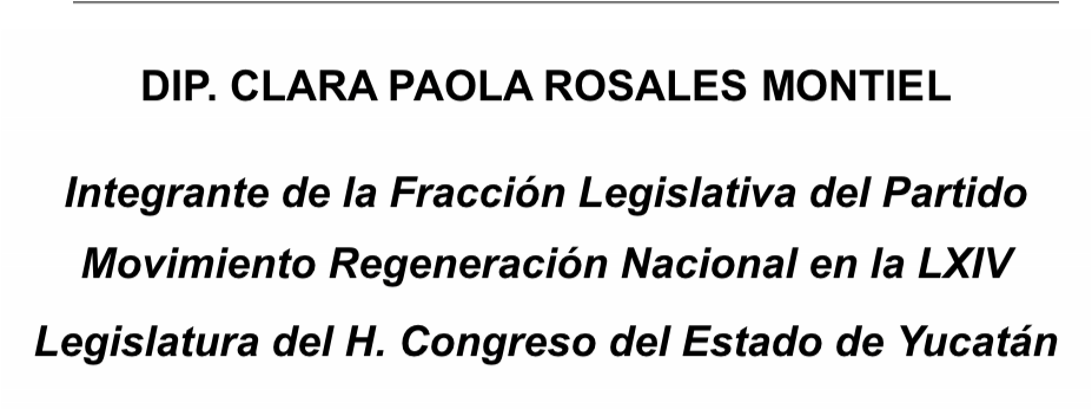 DIP. CLARA PAOLA ROSALES MONTIEL
Integrante de la Fracción Legislativa del Partido
Movimiento Regeneración Nacional en la LXIV
Legislatura del H. Congreso del Estado de Yucatán